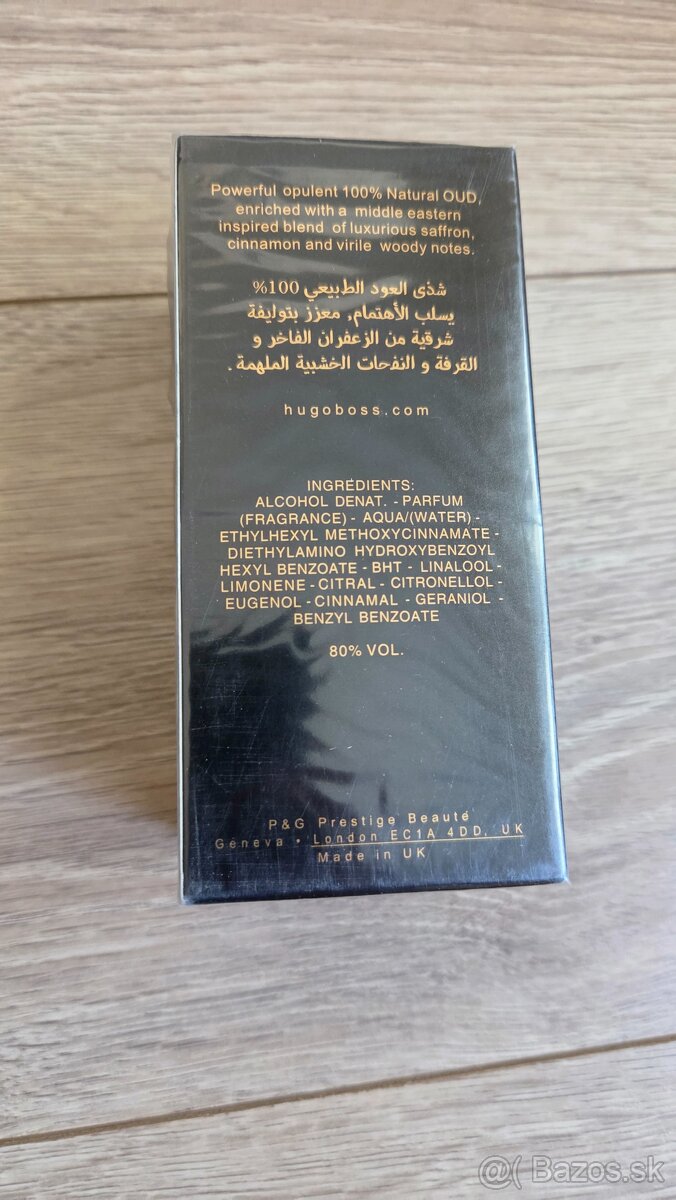 Powerful opulent 100% Natural OUD,
enriched with a middle eastern
inspired blend of luxurious saffron,
cinnamon and virile woody notes.
شذى العود الطبيعي 100%
يسلب الأهتمام, معزز بتوليفة
شرقية من الزعفران الفاخر و
القرفة و النفحات الخشبية الملهمة .
hugoboss.com
INGREDIENTS:
ALCOHOL DENAT. - PARFUM
(FRAGRANCE) - AQUA/(WATER) -
ETHYLHEXYL METHOXYCINNAMATE -
DIETHYLAMINO HYDROXYBENZOYL
HEXYL BENZOATE - BHT - LINALOOL -
LIMONENE - CITRAL - CITRONELLOL -
EUGENOL - CINNAMAL - GERANIOL -
BENZYL BENZOATE
80% VOL.
P&G Prestige Beauté
Geneva • London EC1A 4DD, UK
Made in UK
@( Bazos.sk